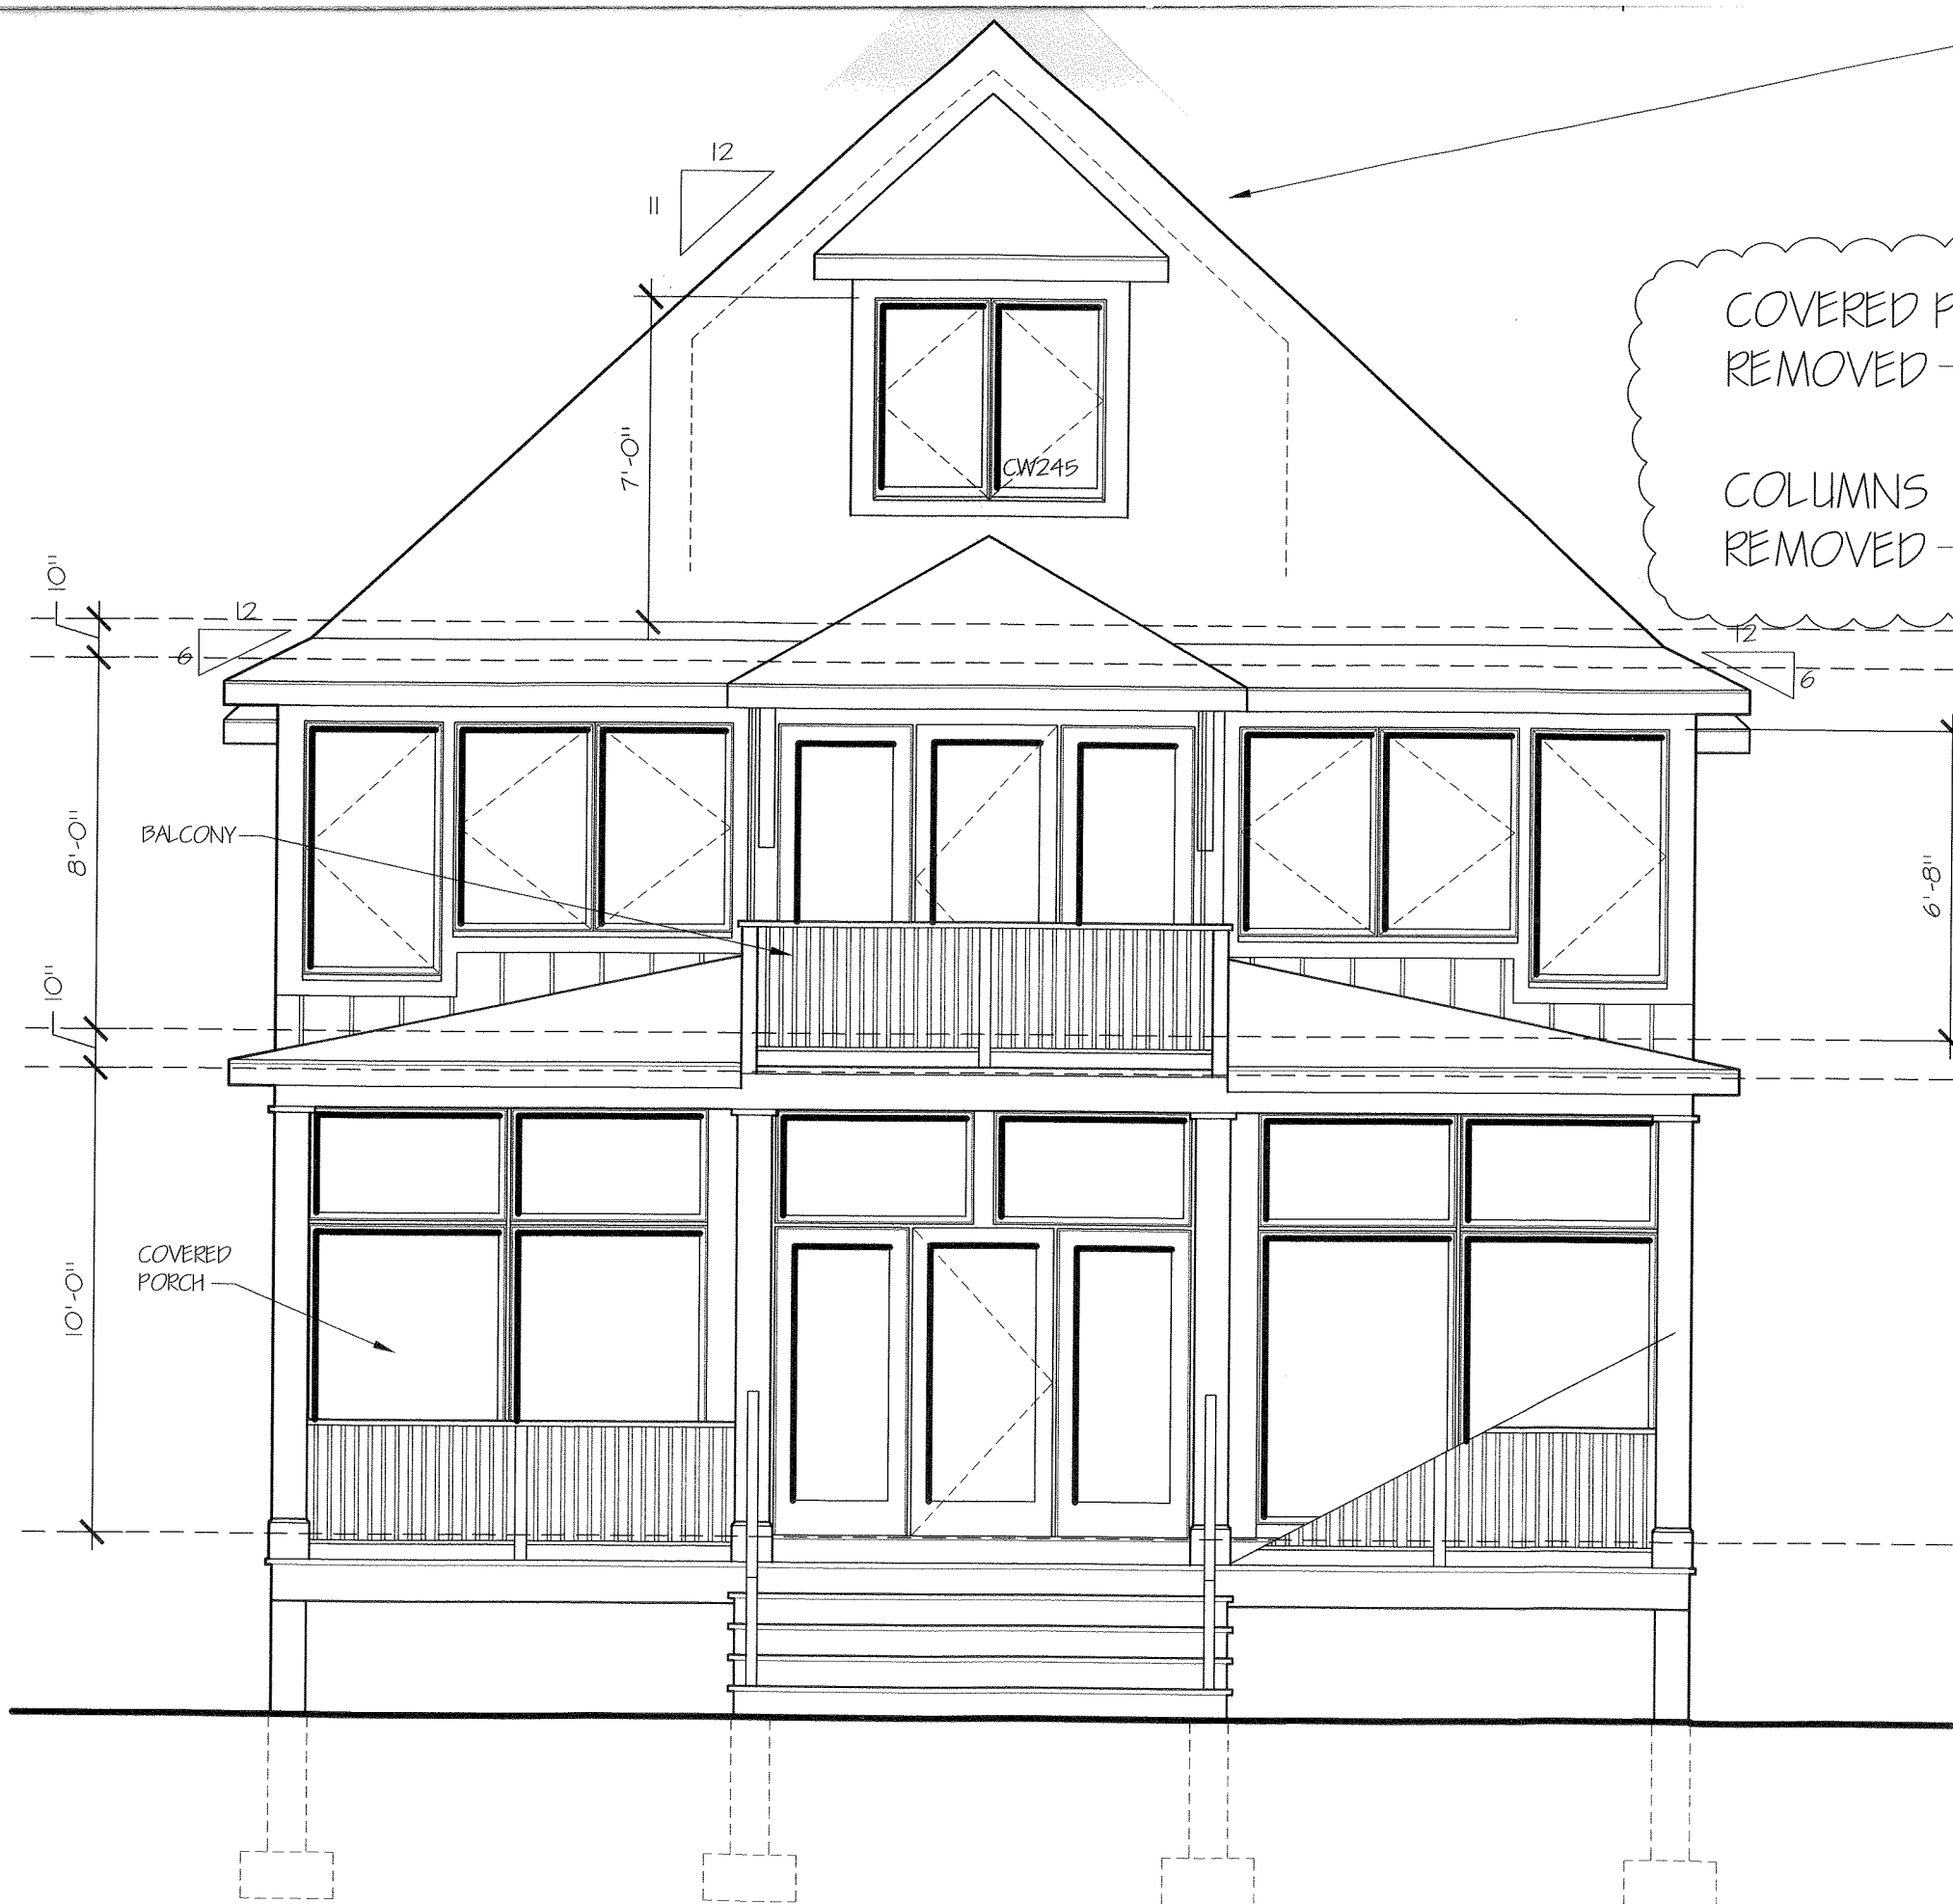 12
11
COVERED P
REMOVED
7'-0"
CW245
COLUMNS
REMOVED
10"
12
6
12
6
BALCONY
8'-0"
6'-8"
10"
COVERED
PORCH
10'-0"